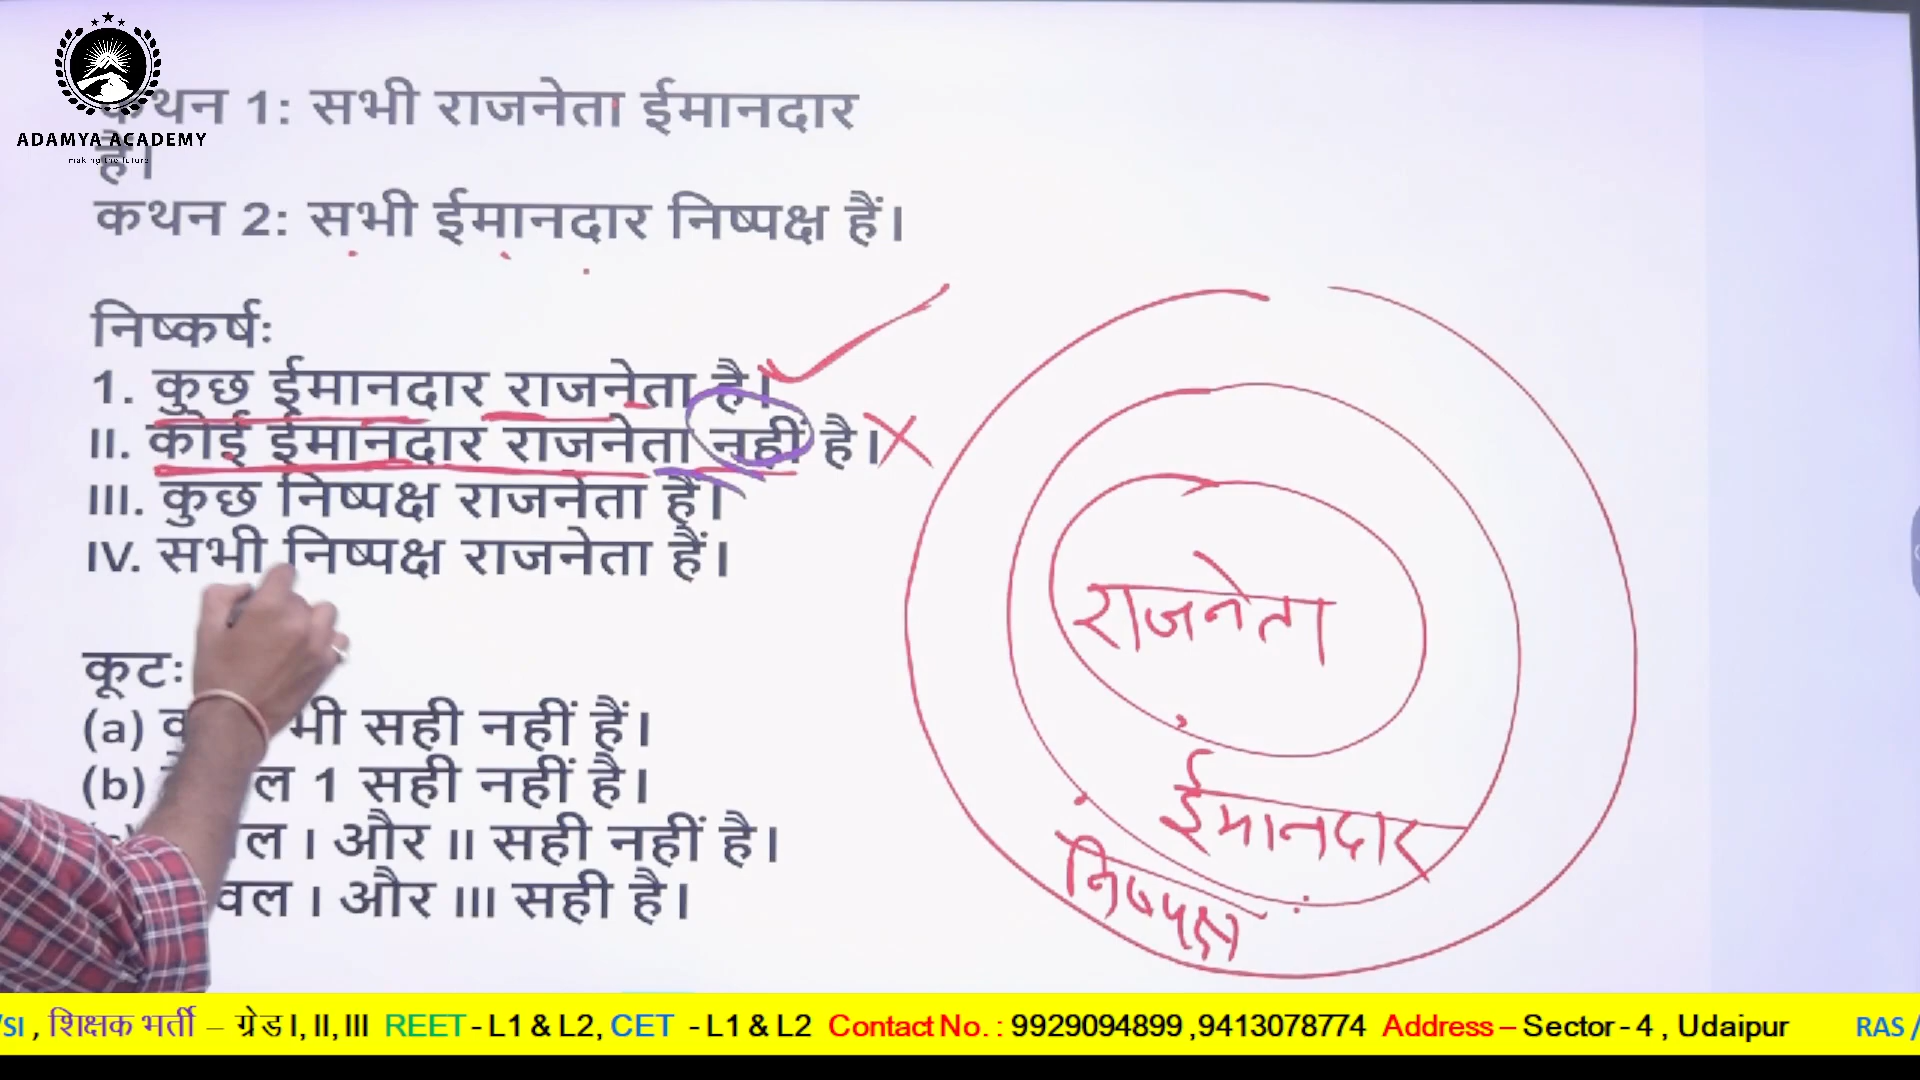 ADAMYA ACADEMY
making the future
थन 1: सभी राजनेता ईमानदार
है।
कथन 2: सभी ईमानदार निष्पक्ष हैं।
निष्कर्षः
1. कुछ ईमानदार राजनेता है।
II. कोई ईमानदार राजनेता नहीं है।
III. कुछ निष्पक्ष राजनेता हैं।
IV. सभी निष्पक्ष राजनेता हैं।
राजनेता
ईमानदार
निष्पक्ष
कूटः
(a) भी सही नहीं हैं।
(b) ल 1 सही नहीं है।
ल I और II सही नहीं है।
वल I और III सही है।
/SI , शिक्षक भर्ती – ग्रेड I, II, III REET - L1 & L2, CET - L1 & L2 Contact No. : 9929094899 ,9413078774 Address – Sector - 4 , Udaipur RAS /